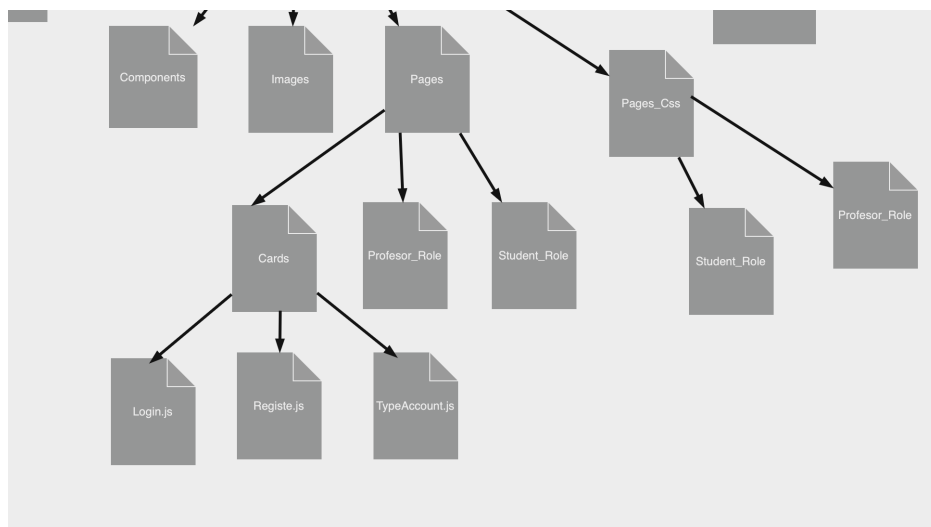 Components
Images
Pages
Pages_Css
Cards
Profesor_Role
Student_Role
Student_Role
Profesor_Role
Login.js
Registe.js
TypeAccount.js